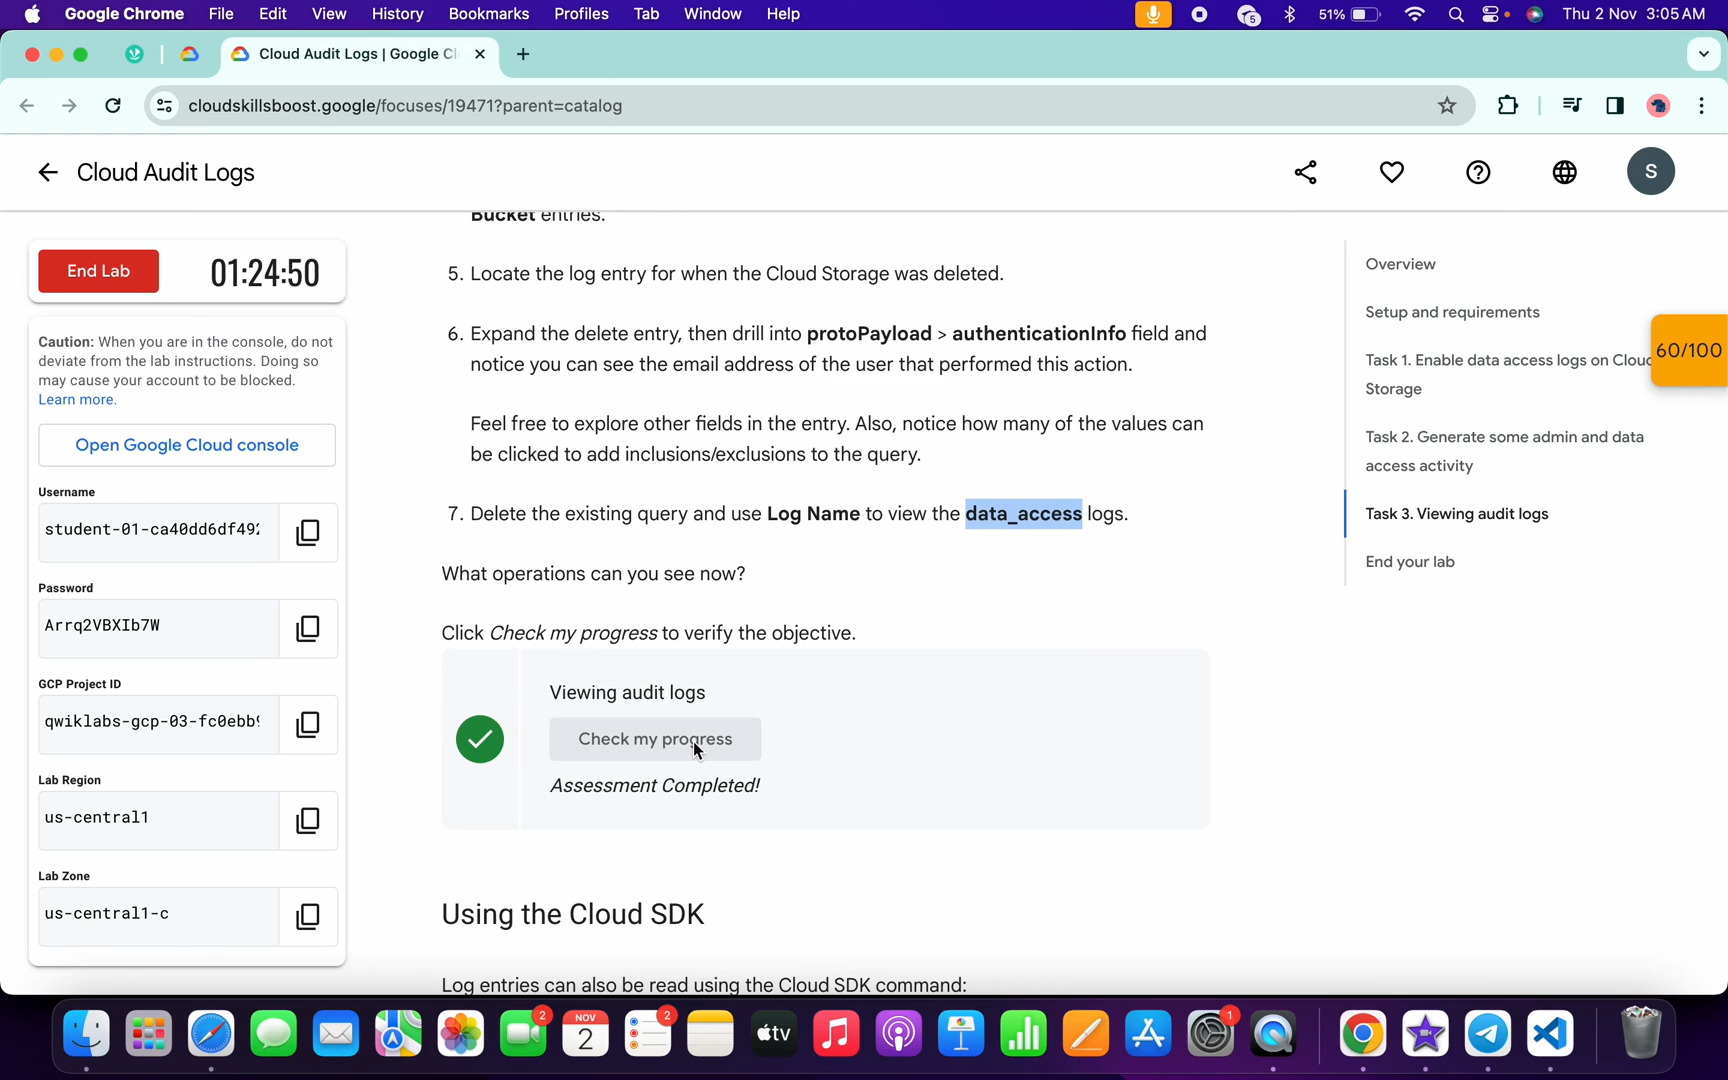 Google Chrome File Edit View History Bookmarks Profiles Tab Window Help 5 51% Thu 2 Nov 3:05 AM
Cloud Audit Logs | Google Cl
cloudskillsboost.google/focuses/19471?parent=catalog
Cloud Audit Logs
S
End Lab 01:24:50
Caution: When you are in the console, do not
deviate from the lab instructions. Doing so
may cause your account to be blocked.
Learn more.
Open Google Cloud console
Username
student-01-ca40dd6df492
Password
Arrq2VBXIb7W
GCP Project ID
qwiklabs-gcp-03-fc0ebb9
Lab Region
us-central1
Lab Zone
us-central1-c
Bucket entries.
5. Locate the log entry for when the Cloud Storage was deleted.
6. Expand the delete entry, then drill into protoPayload > authenticationInfo field and
notice you can see the email address of the user that performed this action.
Feel free to explore other fields in the entry. Also, notice how many of the values can
be clicked to add inclusions/exclusions to the query.
7. Delete the existing query and use Log Name to view the data_access logs.
What operations can you see now?
Click Check my progress to verify the objective.
Viewing audit logs
Check my progress
Assessment Completed!
Using the Cloud SDK
Log entries can also be read using the Cloud SDK command:
Overview
Setup and requirements
Task 1. Enable data access logs on Cloud
Storage
Task 2. Generate some admin and data
access activity
Task 3. Viewing audit logs
End your lab
60/100
2 NOV 2 2 tv 1